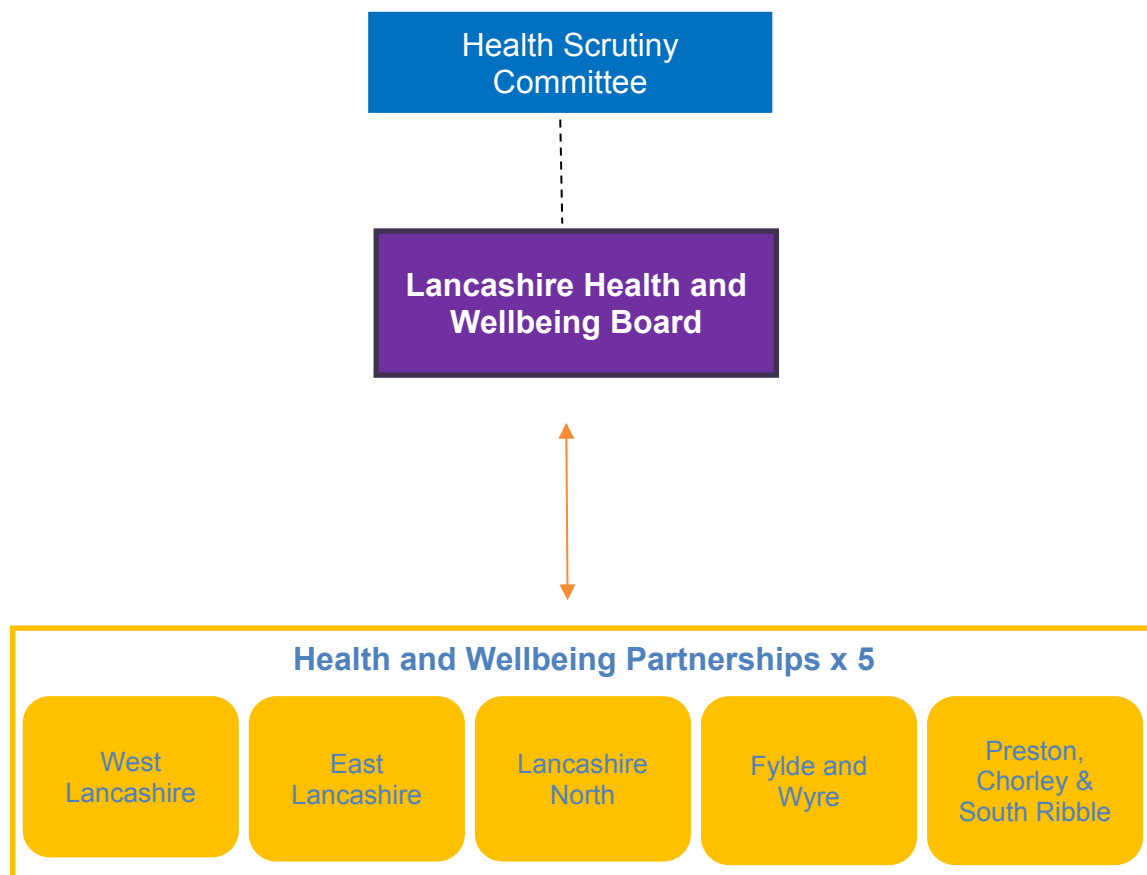 Health Scrutiny
Committee
Lancashire Health and
Wellbeing Board
Health and Wellbeing Partnerships x 5
West
Lancashire
East
Lancashire
Lancashire
North
Fylde and
Wyre
Preston,
Chorley &
South Ribble